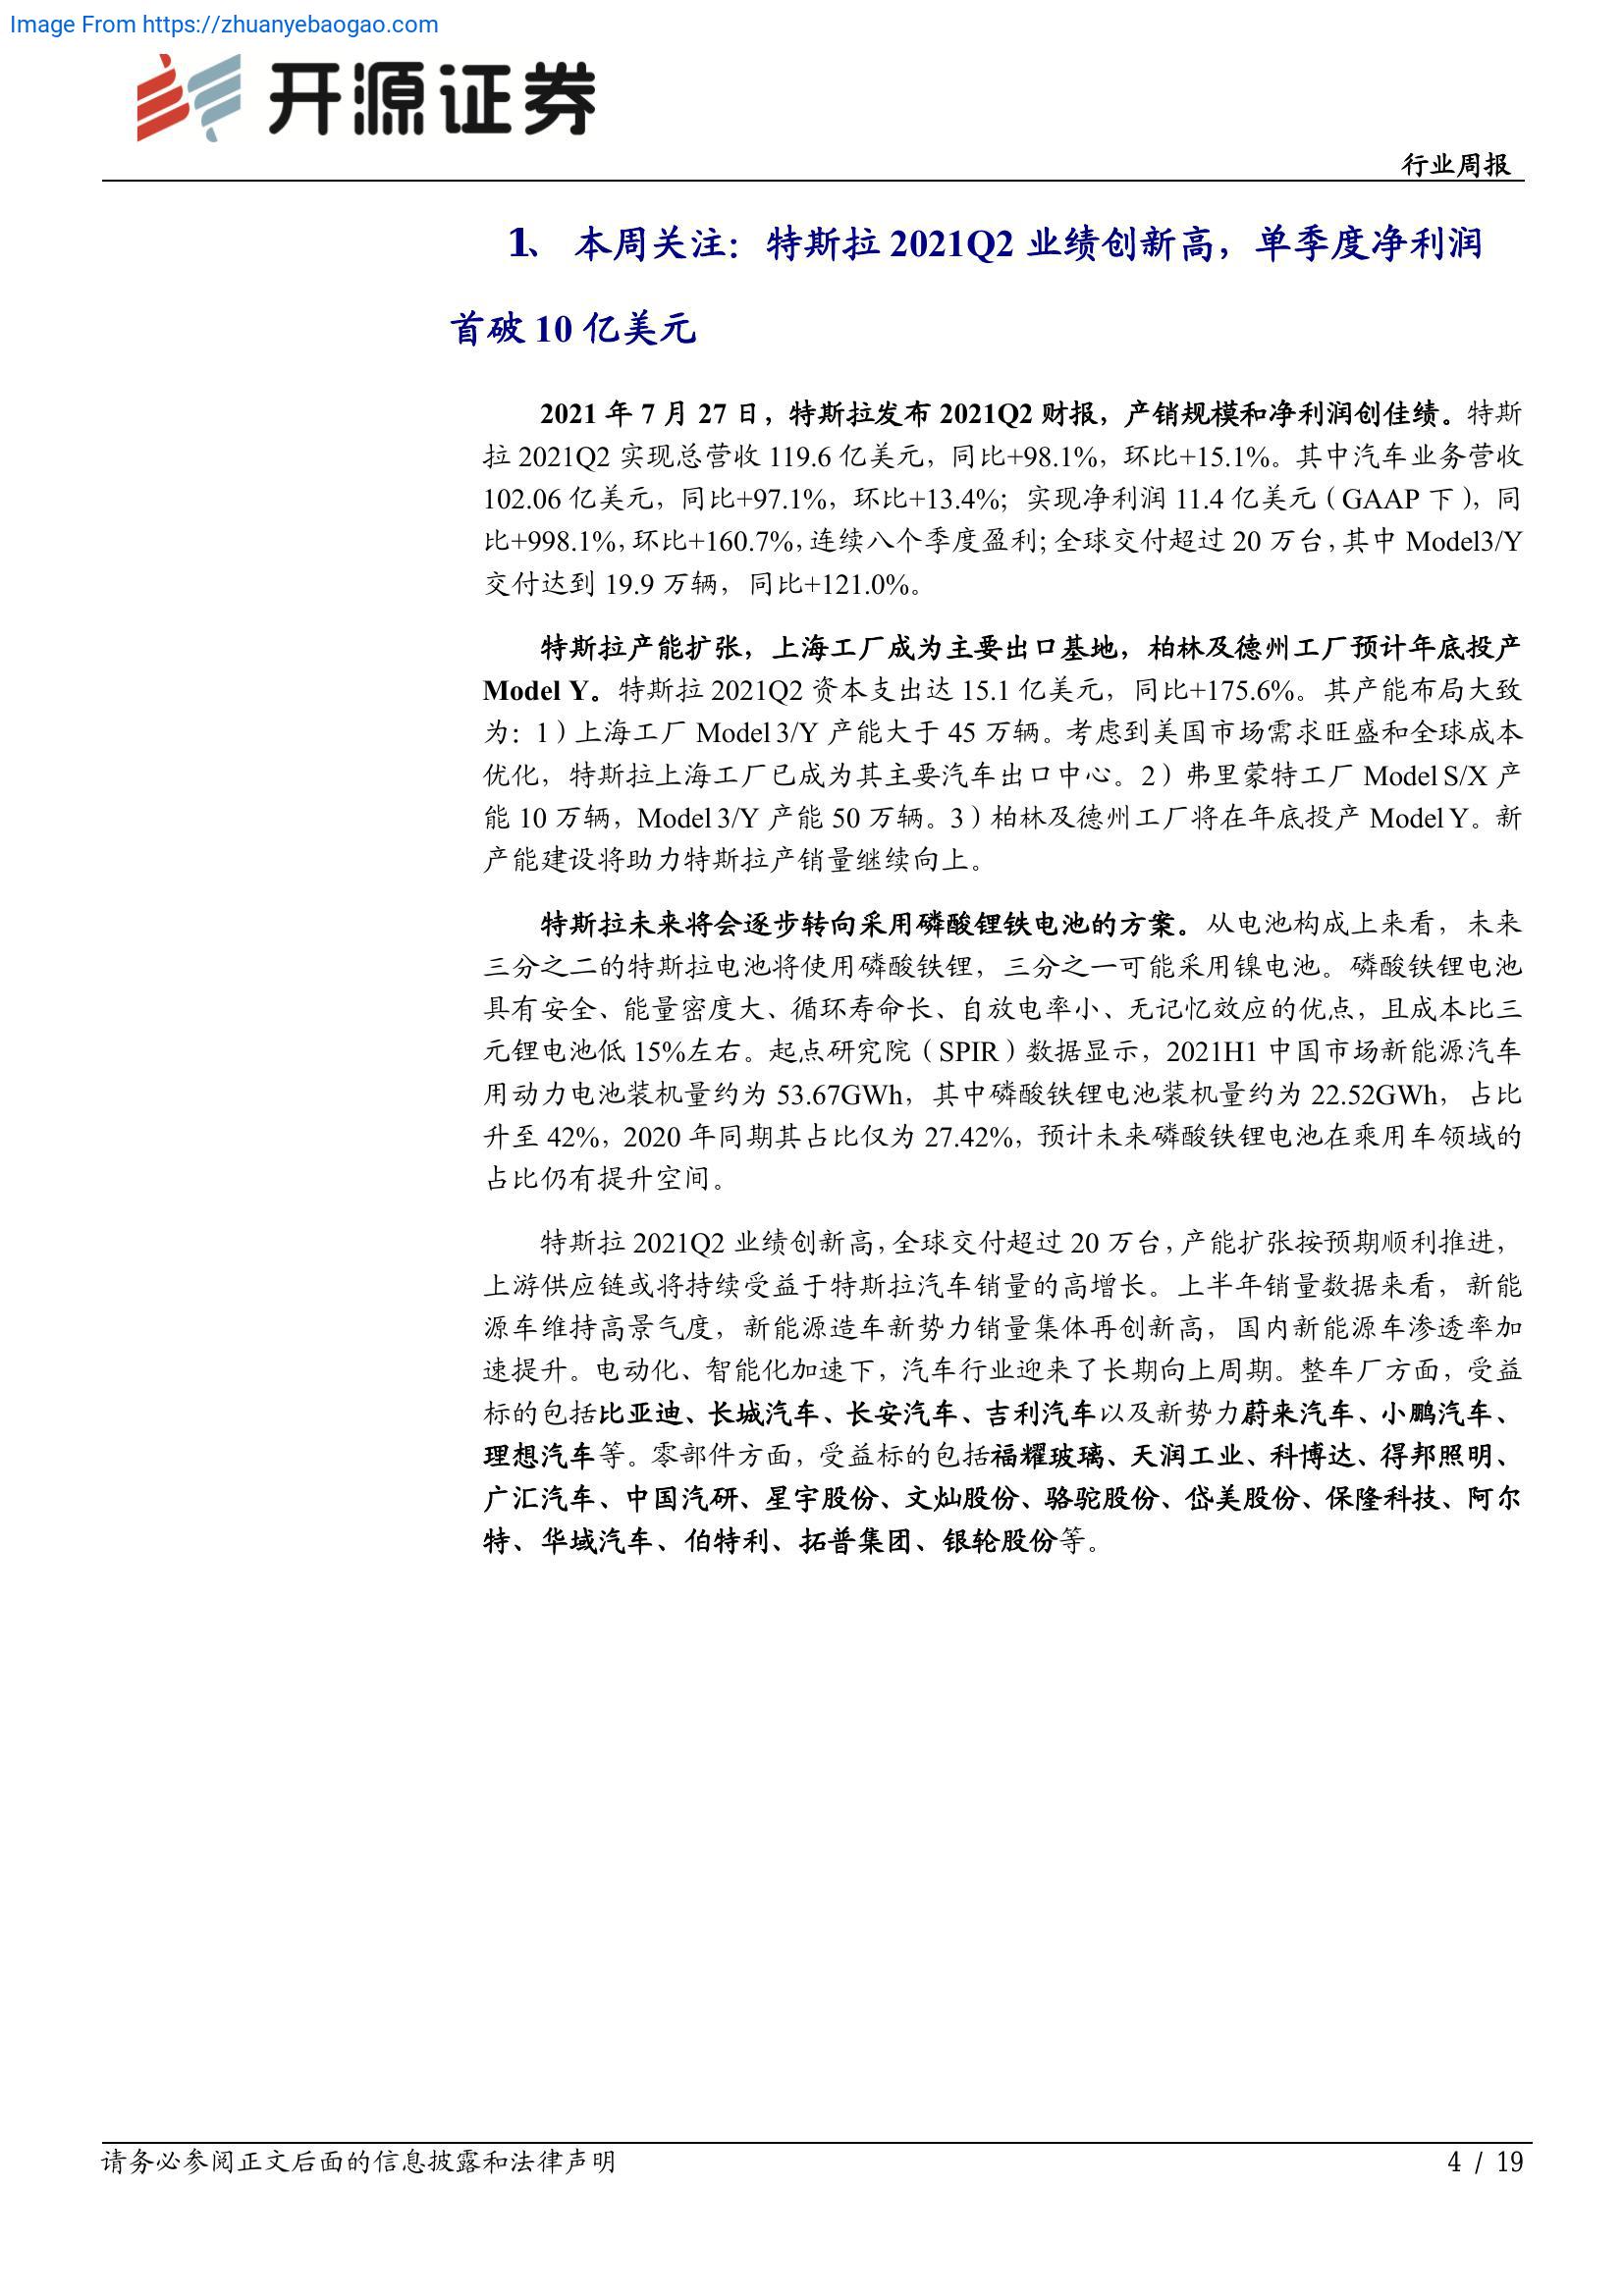 Image From https://zhuanyebaogao.com
开源证券
行业周报
1、 本周关注：特斯拉 2021Q2 业绩创新高，单季度净利润
首破 10 亿美元
2021 年 7 月 27 日，特斯拉发布 2021Q2 财报，产销规模和净利润创佳绩。特斯
拉 2021Q2 实现总营收 119.6 亿美元，同比+98.1%，环比+15.1%。其中汽车业务营收
102.06 亿美元，同比+97.1%，环比+13.4%；实现净利润 11.4 亿美元（GAAP 下），同
比+998.1%，环比+160.7%，连续八个季度盈利；全球交付超过 20 万台，其中 Model3/Y
交付达到 19.9 万辆，同比+121.0%。
特斯拉产能扩张，上海工厂成为主要出口基地，柏林及德州工厂预计年底投产
Model Y。特斯拉 2021Q2 资本支出达 15.1 亿美元，同比+175.6%。其产能布局大致
为：1）上海工厂 Model 3/Y 产能大于 45 万辆。考虑到美国市场需求旺盛和全球成本
优化，特斯拉上海工厂已成为其主要汽车出口中心。2）弗里蒙特工厂 Model S/X 产
能 10 万辆，Model 3/Y 产能 50 万辆。3）柏林及德州工厂将在年底投产 Model Y。新
产能建设将助力特斯拉产销量继续向上。
特斯拉未来将会逐步转向采用磷酸锂铁电池的方案。从电池构成上来看，未来
三分之二的特斯拉电池将使用磷酸铁锂，三分之一可能采用镍电池。磷酸铁锂电池
具有安全、能量密度大、循环寿命长、自放电率小、无记忆效应的优点，且成本比三
元锂电池低 15%左右。起点研究院（SPIR）数据显示，2021H1 中国市场新能源汽车
用动力电池装机量约为 53.67GWh，其中磷酸铁锂电池装机量约为 22.52GWh，占比
升至 42%，2020 年同期其占比仅为 27.42%，预计未来磷酸铁锂电池在乘用车领域的
占比仍有提升空间。
特斯拉 2021Q2 业绩创新高，全球交付超过 20 万台，产能扩张按预期顺利推进，
上游供应链或将持续受益于特斯拉汽车销量的高增长。上半年销量数据来看，新能
源车维持高景气度，新能源造车新势力销量集体再创新高，国内新能源车渗透率加
速提升。电动化、智能化加速下，汽车行业迎来了长期向上周期。整车厂方面，受益
标的包括比亚迪、长城汽车、长安汽车、吉利汽车以及新势力蔚来汽车、小鹏汽车、
理想汽车等。零部件方面，受益标的包括福耀玻璃、天润工业、科博达、得邦照明、
广汇汽车、中国汽研、星宇股份、文灿股份、骆驼股份、岱美股份、保隆科技、阿尔
特、华域汽车、伯特利、拓普集团、银轮股份等。
请务必参阅正文后面的信息披露和法律声明
4 / 19